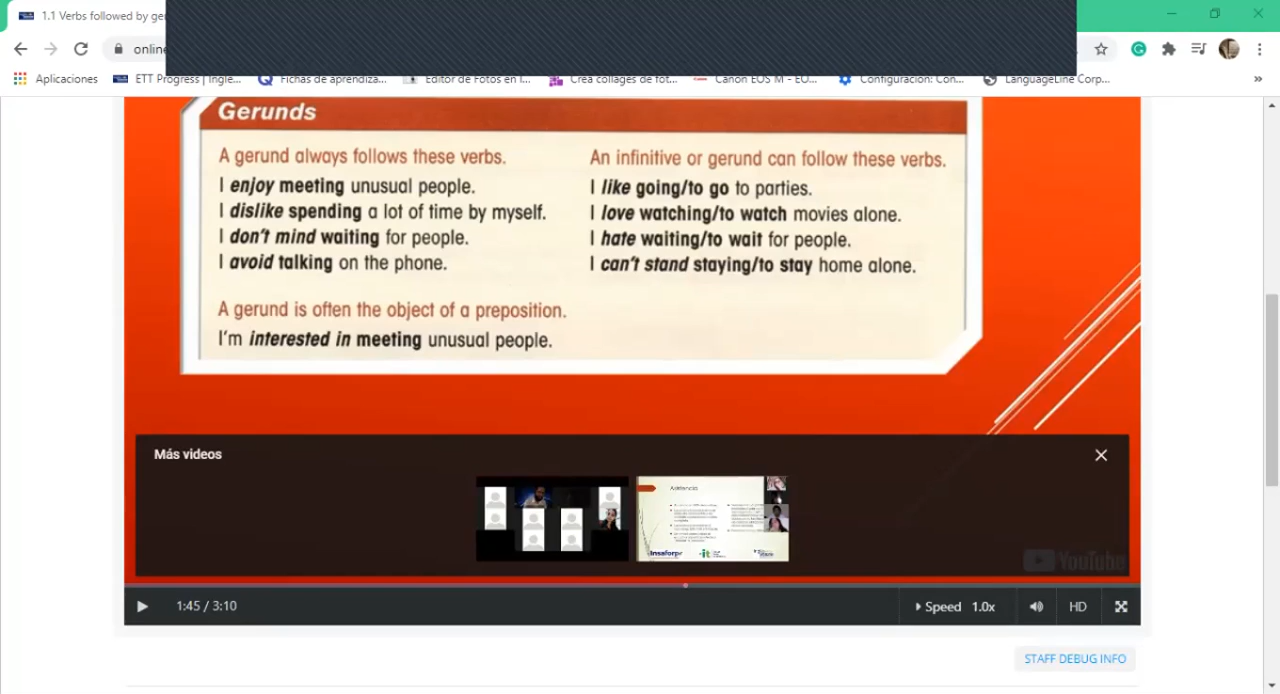 1.1 Verbs followed by ger
online
Aplicaciones
ETT Progress | Ingle...
Fichas de aprendiza...
Editor de Fotos en l...
Crea collages de fot...
Canon EOS M - EO...
Configuración: Con...
LanguageLine Corp...
»
Gerunds
A gerund always follows these verbs.
I enjoy meeting unusual people.
I dislike spending a lot of time by myself.
I don't mind waiting for people.
I avoid talking on the phone.
A gerund is often the object of a preposition.
I'm interested in meeting unusual people.
An infinitive or gerund can follow these verbs.
I like going/to go to parties.
I love watching/to watch movies alone.
I hate waiting/to wait for people.
I can't stand staying/to stay home alone.
Más videos
Asistencia
Insaforp
it
YouTube
1:45 / 3:10
Speed 1.0x
HD
STAFF DEBUG INFO